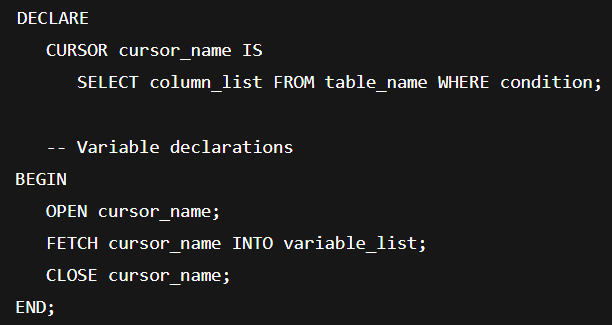 DECLARE
CURSOR cursor_name IS
SELECT column_list FROM table_name WHERE condition;
-- Variable declarations
BEGIN
OPEN cursor_name;
FETCH cursor_name INTO variable_list;
CLOSE cursor_name;
END;